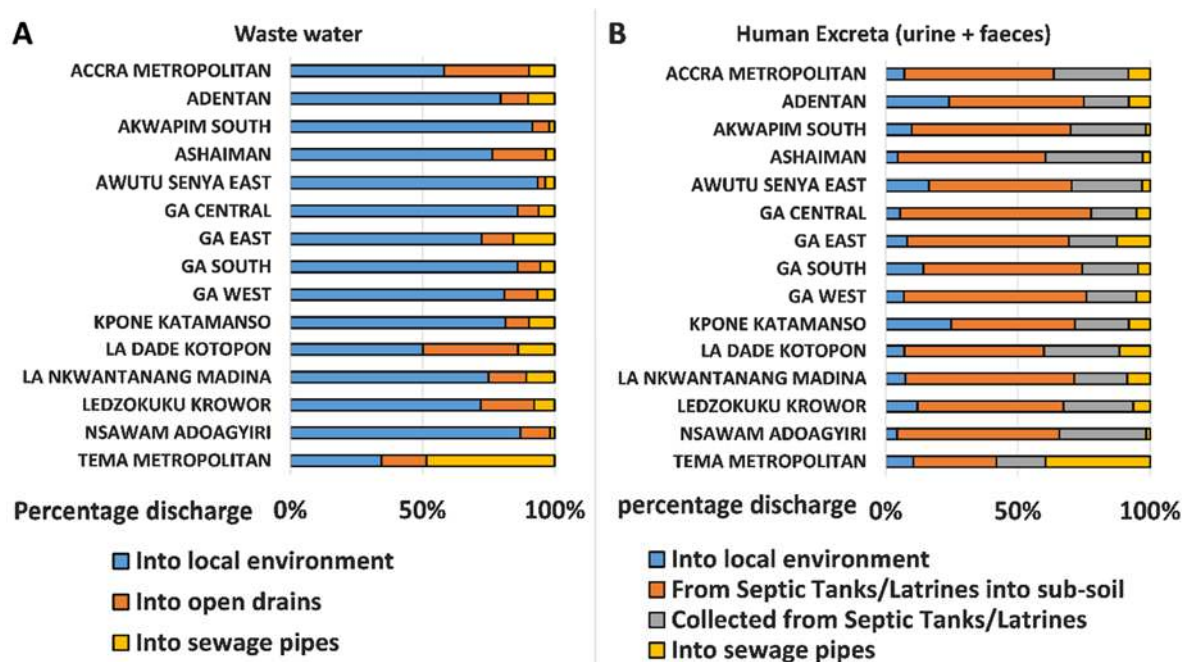 A
Waste water
ACCRA METROPOLITAN
ADENTAN
AKWAPIM SOUTH
ASHAIMAN
AWUTU SENYA EAST
GA CENTRAL
GA EAST
GA SOUTH
GA WEST
KPONE KATAMANSO
LA DADE KOTOPON
LA NKWANTANANG MADINA
LEDZOKUKU KROWOR
NSAWAM ADOAGYIRI
TEMA METROPOLITAN
Percentage discharge 0% 50% 100%
Into local environment
Into open drains
Into sewage pipes
B
Human Excreta (urine + faeces)
ACCRA METROPOLITAN
ADENTAN
AKWAPIM SOUTH
ASHAIMAN
AWUTU SENYA EAST
GA CENTRAL
GA EAST
GA SOUTH
GA WEST
KPONE KATAMANSO
LA DADE KOTOPON
LA NKWANTANANG MADINA
LEDZOKUKU KROWOR
NSAWAM ADOAGYIRI
TEMA METROPOLITAN
percentage discharge 0% 50% 100%
Into local environment
From Septic Tanks/Latrines into sub-soil
Collected from Septic Tanks/Latrines
Into sewage pipes